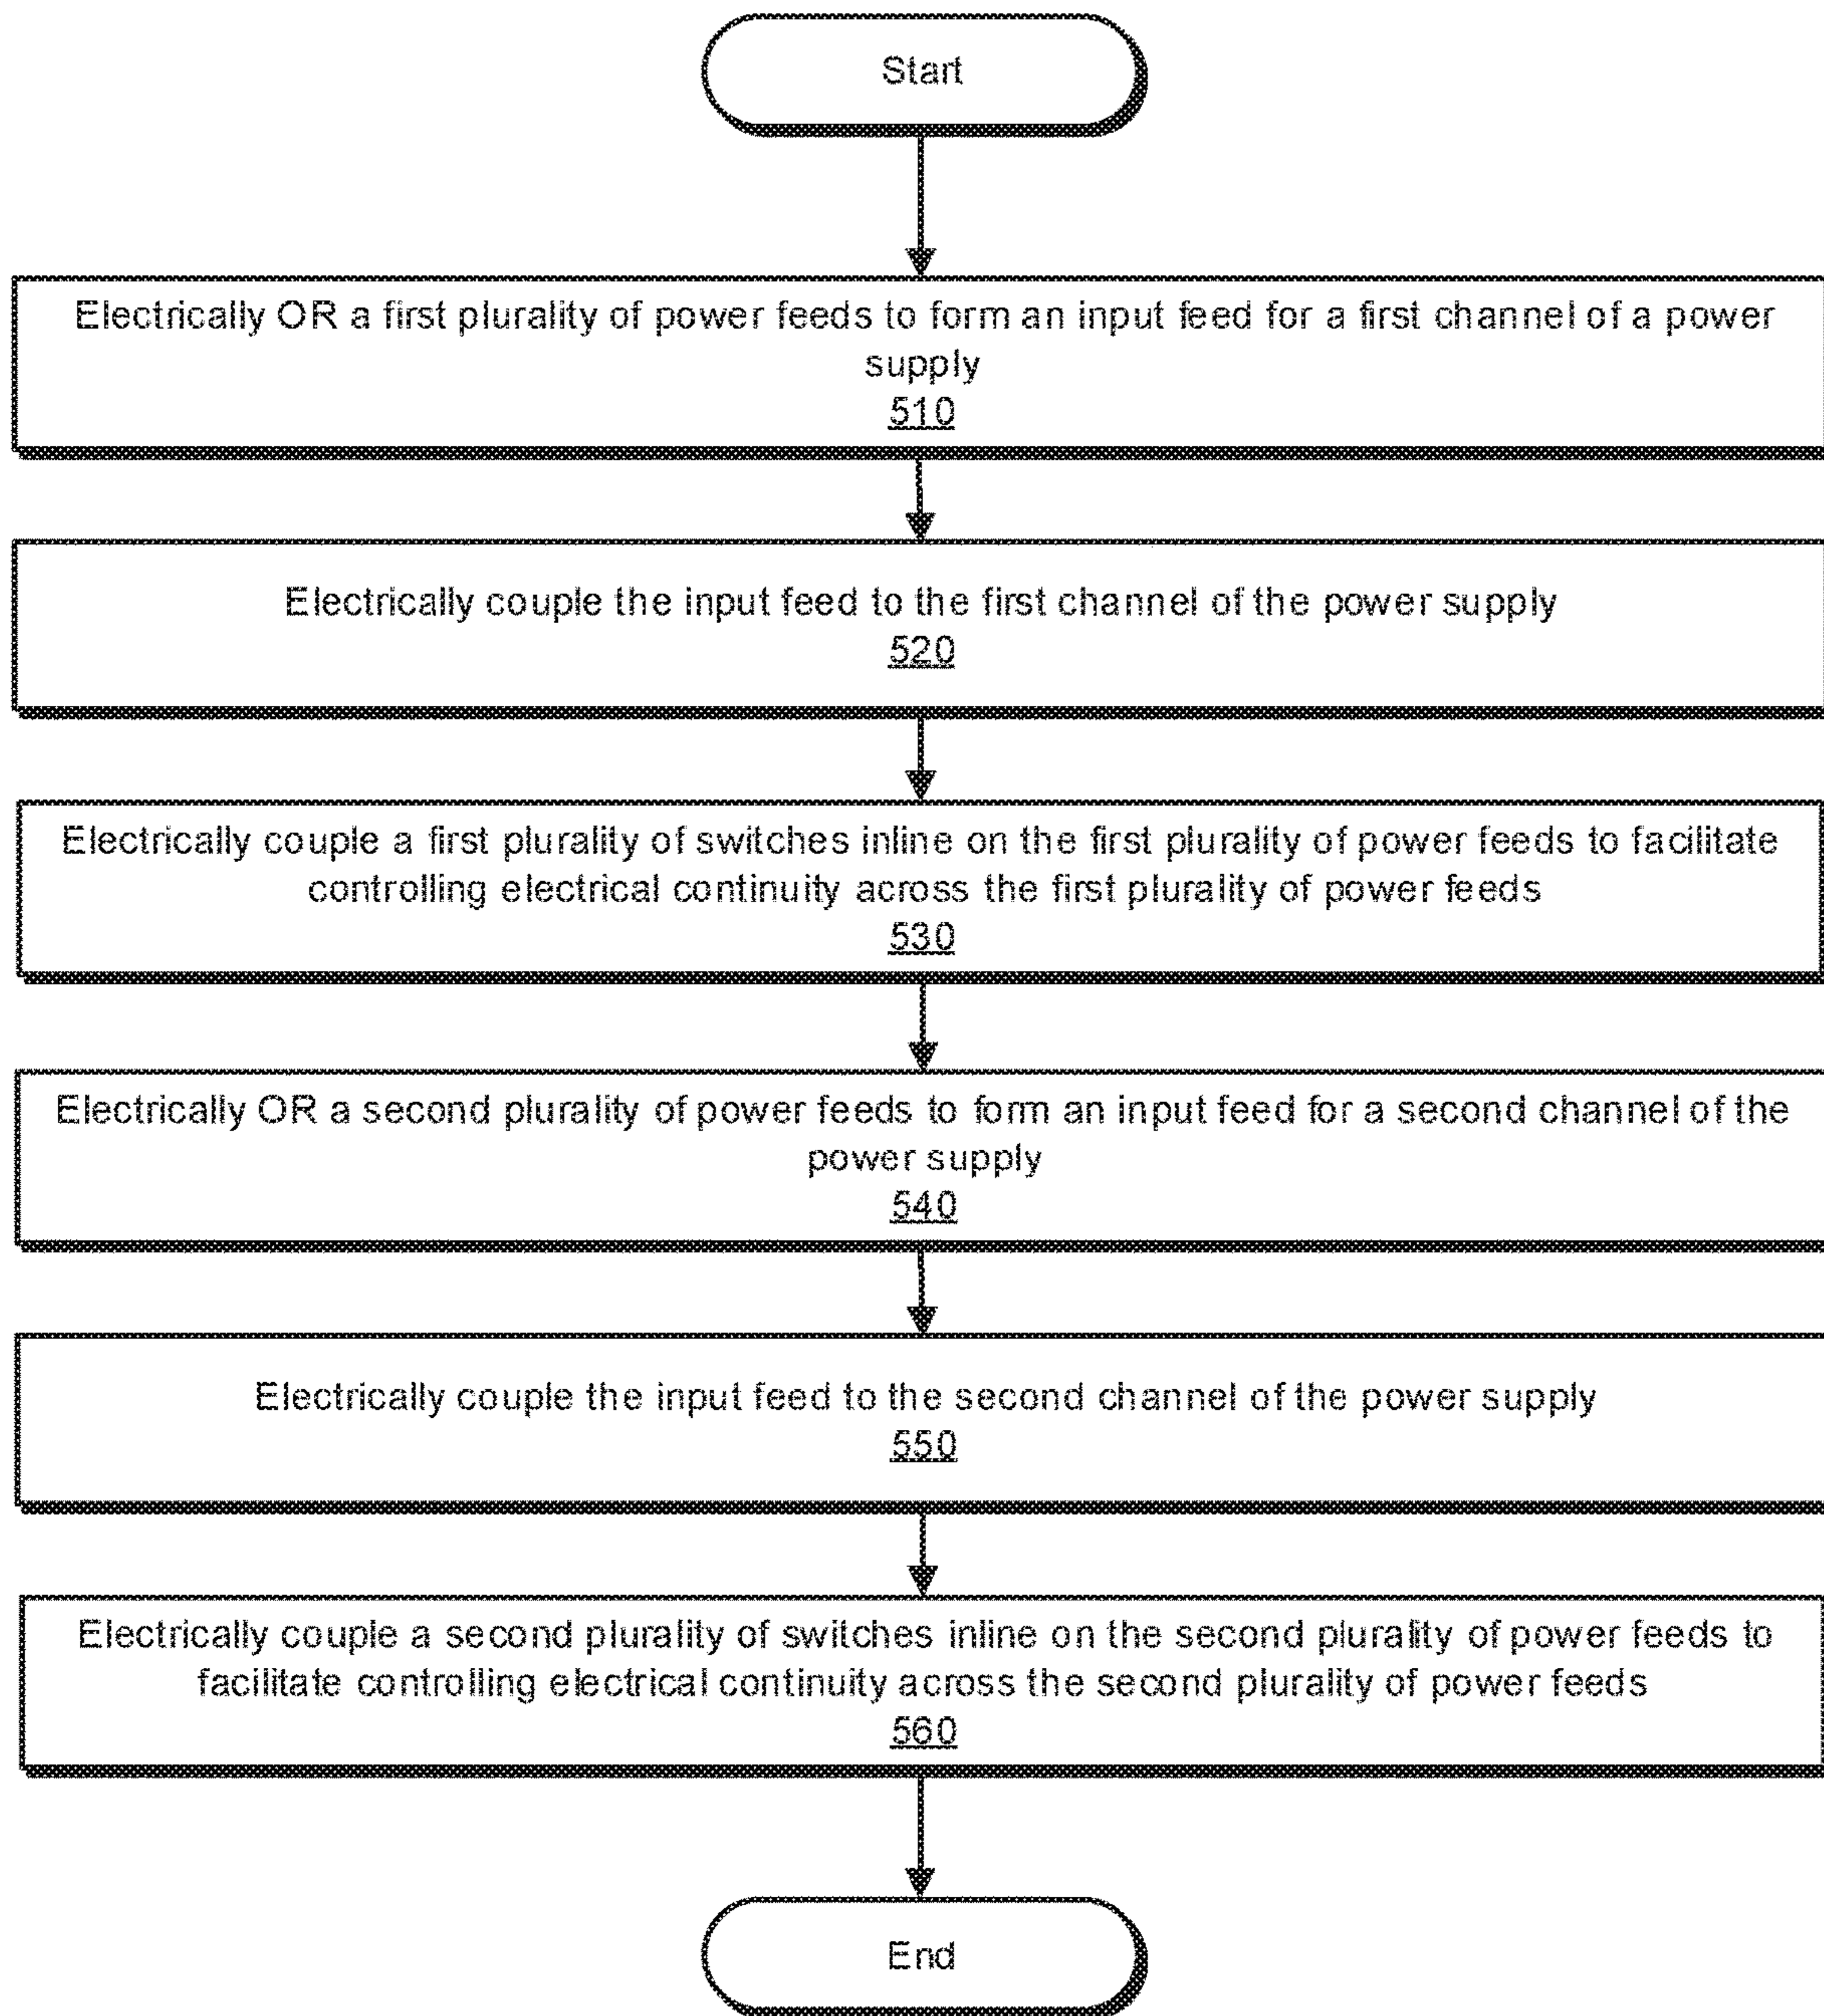 Start
Electrically OR a first plurality of power feeds to form an input feed for a first channel of a power
supply
510
Electrically couple the input feed to the first channel of the power supply
520
Electrically couple a first plurality of switches inline on the first plurality of power feeds to facilitate
controlling electrical continuity across the first plurality of power feeds
530
Electrically OR a second plurality of power feeds to form an input feed for a second channel of the
power supply
540
Electrically couple the input feed to the second channel of the power supply
550
Electrically couple a second plurality of switches inline on the second plurality of power feeds to
facilitate controlling electrical continuity across the second plurality of power feeds
560
End